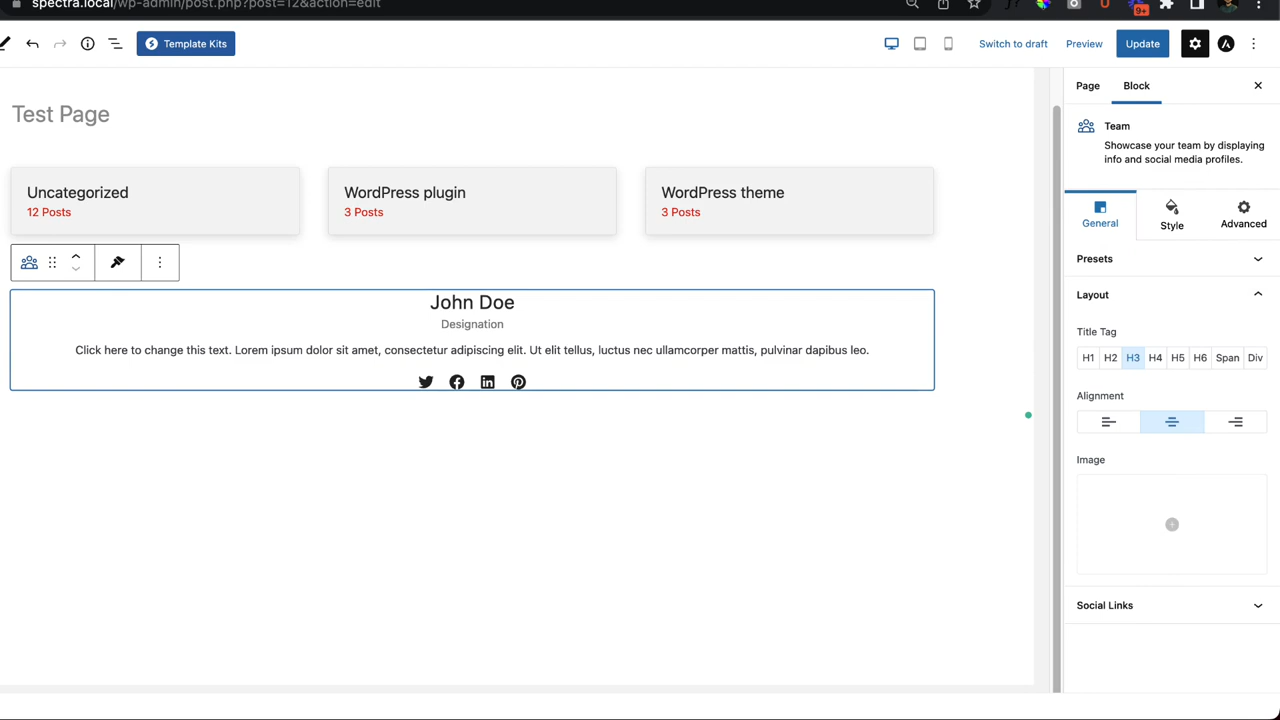 spectra.local/wp-admin/post.php?post=12&action=edit
9+
Template Kits
Switch to draft
Preview
Update
Page
Block
Test Page
Team
Showcase your team by displaying
info and social media profiles.
Uncategorized
12 Posts
WordPress plugin
3 Posts
WordPress theme
3 Posts
General
Style
Advanced
Presets
Layout
John Doe
Designation
Click here to change this text. Lorem ipsum dolor sit amet, consectetur adipiscing elit. Ut elit tellus, luctus nec ullamcorper mattis, pulvinar dapibus leo.
Title Tag
H1 H2 H3 H4 H5 H6 Span Div
Alignment
Image
Social Links